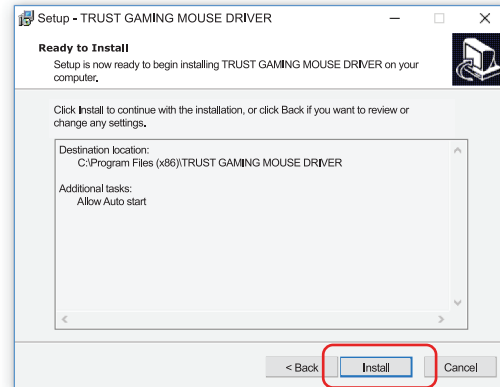 Setup - TRUST GAMING MOUSE DRIVER
Ready to Install
Setup is now ready to begin installing TRUST GAMING MOUSE DRIVER on your
computer.
Click Install to continue with the installation, or click Back if you want to review or
change any settings.
Destination location:
C:\Program Files (x86)\TRUST GAMING MOUSE DRIVER
Additional tasks:
Allow Auto start
< Back
Install
Cancel